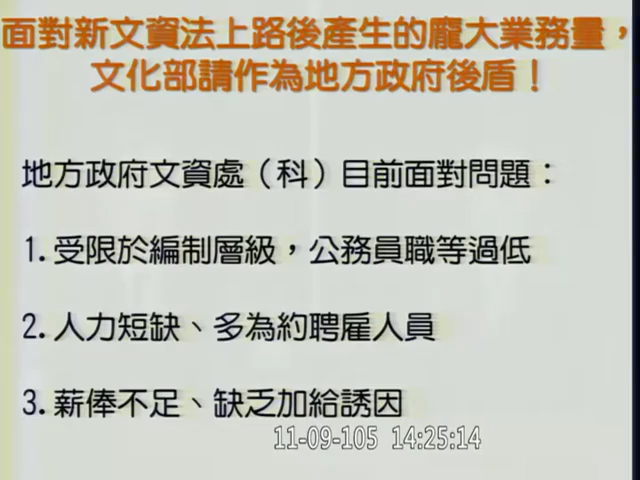 面對新文資法上路後產生的龐大業務量，
文化部請作為地方政府後盾！
地方政府文資處（科）目前面對問題：
1.受限於編制層級，公務員職等過低
2.人力短缺、多為約聘雇人員
3.薪俸不足、缺乏加給誘因
11-09-105 14:25:14